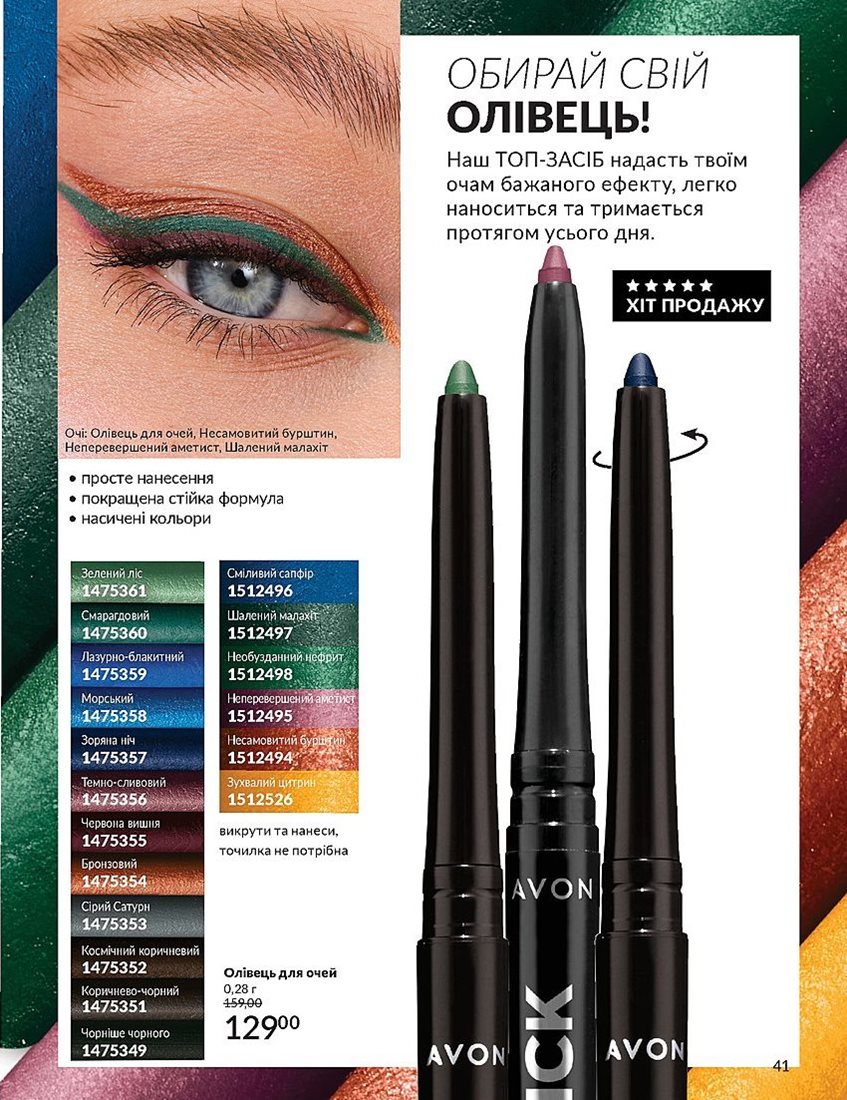 ОБИРАЙ СВІЙ
ОЛІВЕЦЬ!
Наш ТОП-ЗАСІБ надасть твоїм
очам бажаного ефекту, легко
наноситься та тримається
протягом усього дня.
ХІТ ПРОДАЖУ
Очі: Олівець для очей, Несамовитий бурштин,
Неперевершений аметист, Шалений малахіт
• просте нанесення
• покращена стійка формула
• насичені кольори
Зелений ліс
1475361
Смарагдовий
1475360
Лазурно-блакитний
1475359
Морський
1475358
Зоряна ніч
1475357
Темно-сливовий
1475356
Червона вишня
1475355
Бронзовий
1475354
Сірий Сатурн
1475353
Космічний коричневий
1475352
Коричнево-чорний
1475351
Чорніше чорного
1475349
Сміливий сапфір
1512496
Шалений малахіт
1512497
Необузданний нефрит
1512498
Неперевершений аметист
1512495
Несамовитий бурштин
1512494
Зухвалий цитрин
1512526
викрути та нанеси,
точилка не потрібна
Олівець для очей
0,28 г
159,00
12900
AVON
ICK
AVON
AVON
41